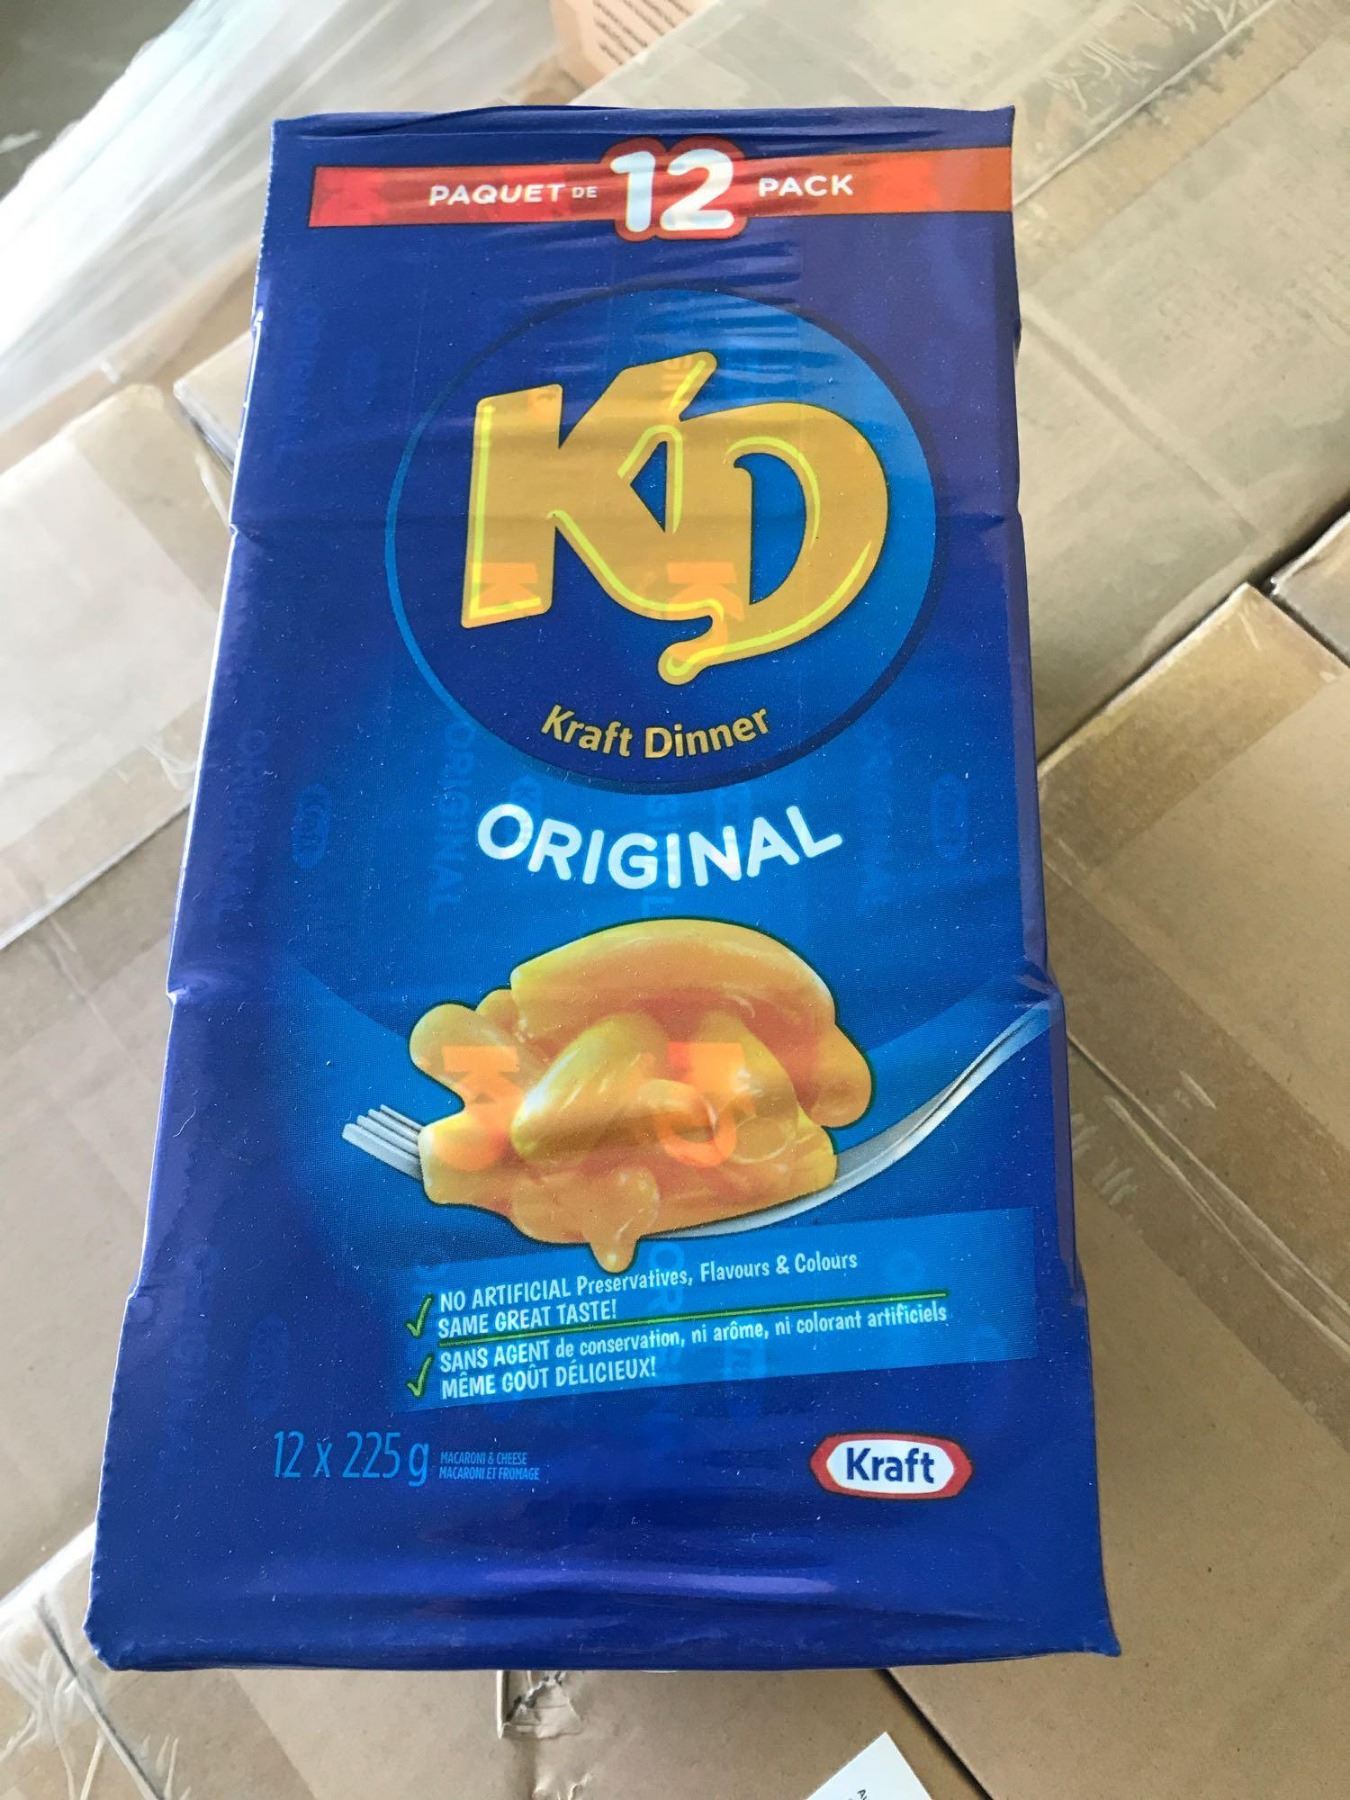 PAQUET DE 12 PACK
KD
Kraft Dinner
ORIGINAL
NO ARTIFICIAL Preservatives, Flavours & Colours
SAME GREAT TASTE!
SANS AGENT de conservation, ni arôme, ni colorant artificiels
MÊME GOÛT DÉLICIEUX!
12 x 225 g
MACARONI & CHEESE
MACARONI ET FROMAGE
Kraft